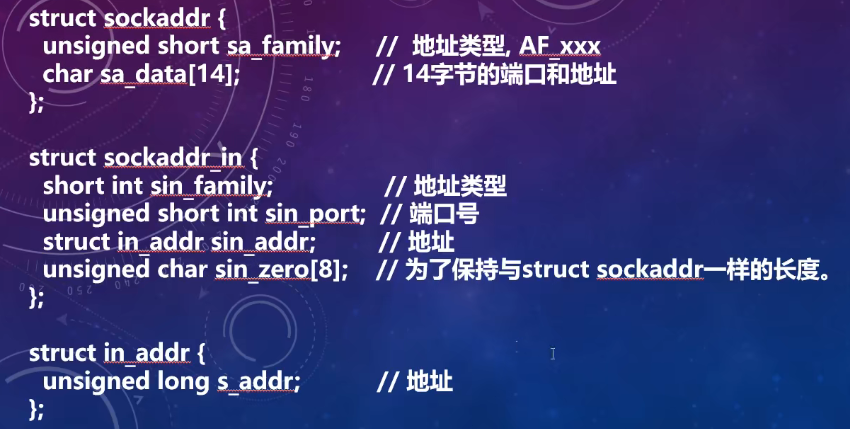 struct sockaddr {
unsigned short sa_family; // 地址类型, AF_xxx
char sa_data[14]; // 14字节的端口和地址
};
struct sockaddr_in {
short int sin_family; // 地址类型
unsigned short int sin_port; // 端口号
struct in_addr sin_addr; // 地址
unsigned char sin_zero[8]; // 为了保持与struct sockaddr一样的长度。
};
struct in_addr {
unsigned long s_addr; // 地址
};